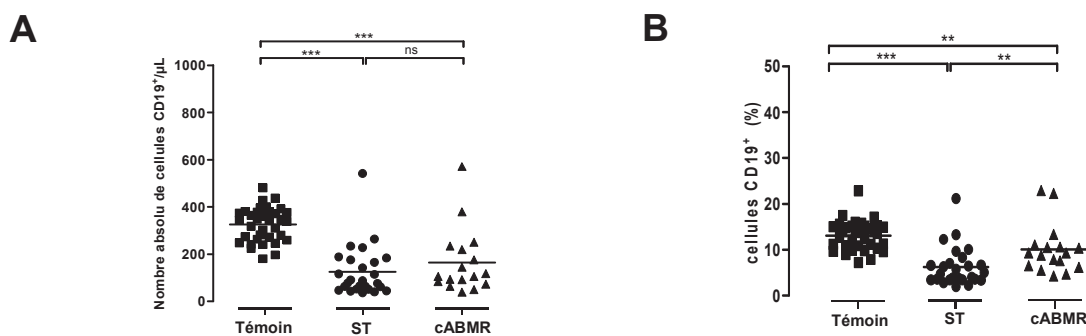 A
***
***
ns
Nombre absolu de cellules CD19+/µL
1000
800
600
400
200
0
Témoin
ST
cABMR
B
**
***
**
cellules CD19+ (%)
50
40
30
20
10
0
Témoin
ST
cABMR